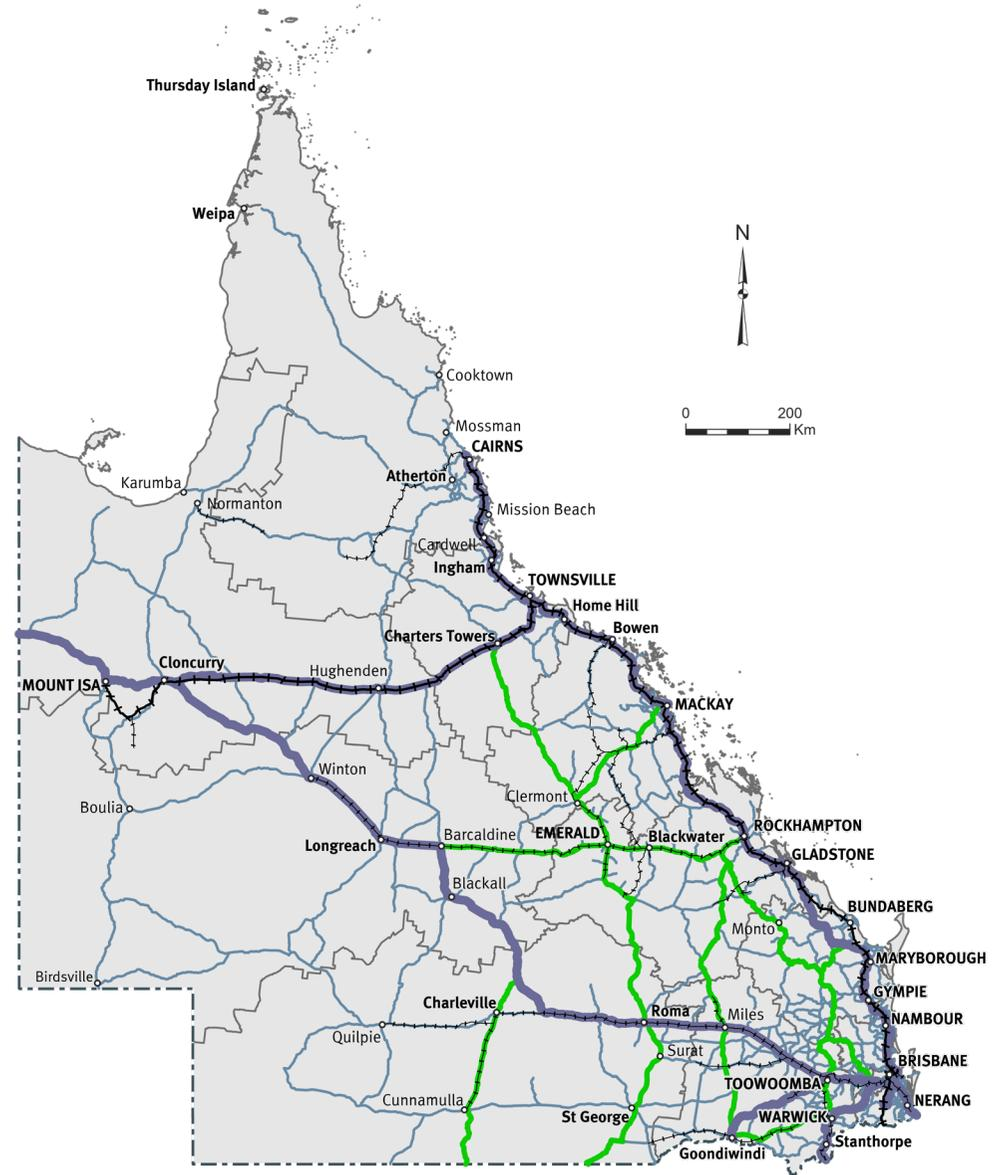 Thursday Island
Weipa
N
Cooktown
0 200
Km
Mossman
CAIRNS
Atherton
Karumba
Normanton
Mission Beach
Cardwell
Ingham
TOWNSVILLE
Home Hill
Bowen
Charters Towers
Cloncurry
Hughenden
MOUNT ISA
MACKAY
Winton
Clermont
Boulia
ROCKHAMPTON
Barcaldine
EMERALD
Blackwater
Longreach
GLADSTONE
Blackall
BUNDABERG
Monto
MARYBOROUGH
Birdsville
GYMPIE
Charleville
Roma
Miles
NAMBOUR
Quilpie
Surat
BRISBANE
TOOWOOMBA
Cunnamulla
NERANG
St George
WARWICK
Stanthorpe
Goondiwindi